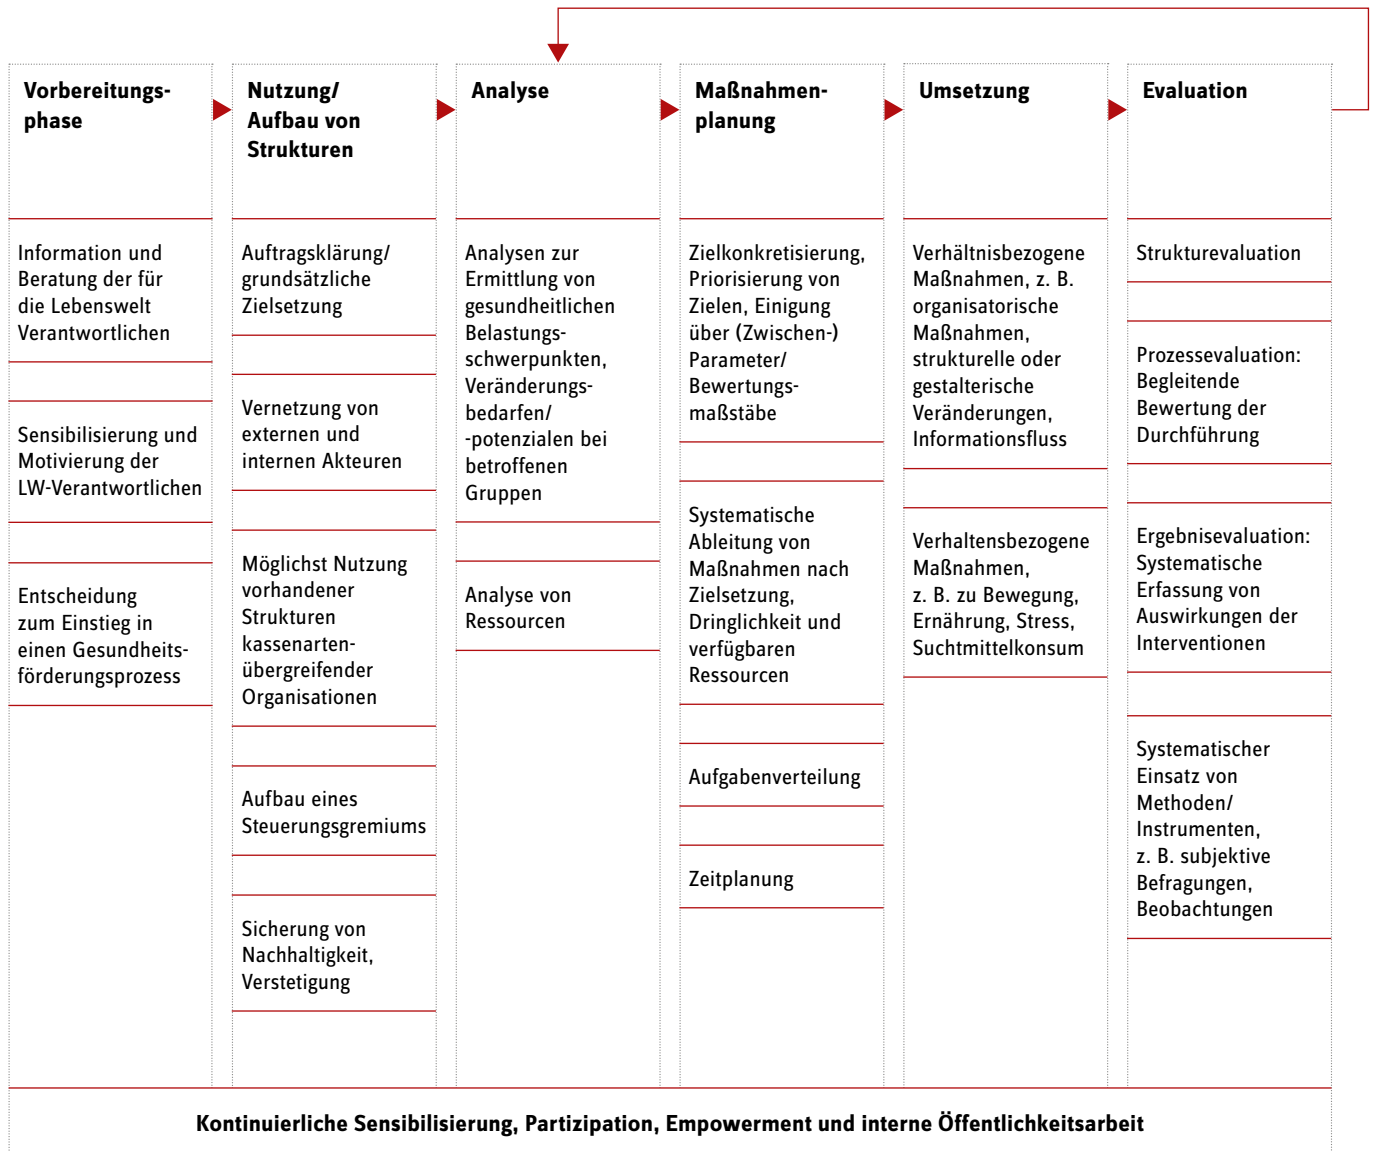 Vorbereitungs-
phase
Information und
Beratung der für
die Lebenswelt
Verantwortlichen
Sensibilisierung und
Motivierung der
LW-Verantwortlichen
Entscheidung
zum Einstieg in
einen Gesundheits-
förderungsprozess
Nutzung/
Aufbau von
Strukturen
Auftragsklärung/
grundsätzliche
Zielsetzung
Vernetzung von
externen und
internen Akteuren
Möglichst Nutzung
vorhandener
Strukturen
kassenarten-
übergreifender
Organisationen
Aufbau eines
Steuerungsgremiums
Sicherung von
Nachhaltigkeit,
Verstetigung
Analyse
Analysen zur
Ermittlung von
gesundheitlichen
Belastungs-
schwerpunkten,
Veränderungs-
bedarfen/
-potenzialen bei
betroffenen
Gruppen
Analyse von
Ressourcen
Maßnahmen-
planung
Zielkonkretisierung,
Priorisierung von
Zielen, Einigung
über (Zwischen-)
Parameter/
Bewertungs-
maßstäbe
Systematische
Ableitung von
Maßnahmen nach
Zielsetzung,
Dringlichkeit und
verfügbaren
Ressourcen
Aufgabenverteilung
Zeitplanung
Umsetzung
Verhältnisbezogene
Maßnahmen, z. B.
organisatorische
Maßnahmen,
strukturelle oder
gestalterische
Veränderungen,
Informationsfluss
Verhaltensbezogene
Maßnahmen,
z. B. zu Bewegung,
Ernährung, Stress,
Suchtmittelkonsum
Evaluation
Strukturevaluation
Prozessevaluation:
Begleitende
Bewertung der
Durchführung
Ergebnisevaluation:
Systematische
Erfassung von
Auswirkungen der
Interventionen
Systematischer
Einsatz von
Methoden/
Instrumenten,
z. B. subjektive
Befragungen,
Beobachtungen
Kontinuierliche Sensibilisierung, Partizipation, Empowerment und interne Öffentlichkeitsarbeit